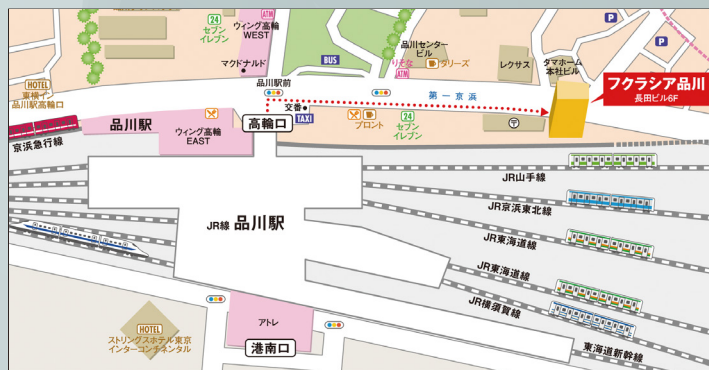 24
セブン
イレブン
ATM
ウィング高輪
WEST
マクドナルド
BUS
品川駅前
品川センター
ビル
りそな
ATM
タリーズ
レクサス
P
P
タマホーム
本社ビル
フクラシア品川
長田ビル6F
HOTEL
東横イン
品川駅高輪口
第一京浜
交番
TAXI
プロント
24
セブン
イレブン
〒
京浜急行線
品川駅
ウィング高輪
EAST
高輪口
JR山手線
JR京浜東北線
JR東海道線
JR東海道線
JR横須賀線
東海道新幹線
JR線 品川駅
HOTEL
ストリングスホテル東京
インターコンチネンタル
アトレ
港南口